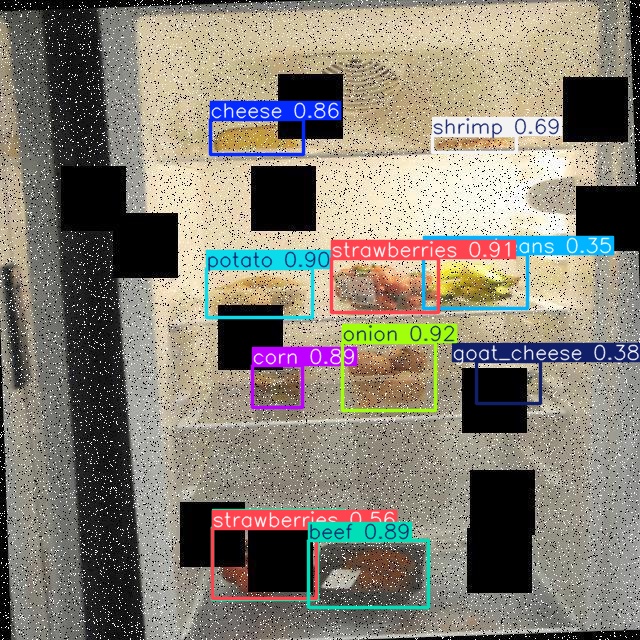 cheese 0.86
shrimp 0.69
strawberries 0.91
ans 0.35
potato 0.90
onion 0.92
corn 0.89
goat_cheese 0.38
strawberries 0.56
beef 0.89